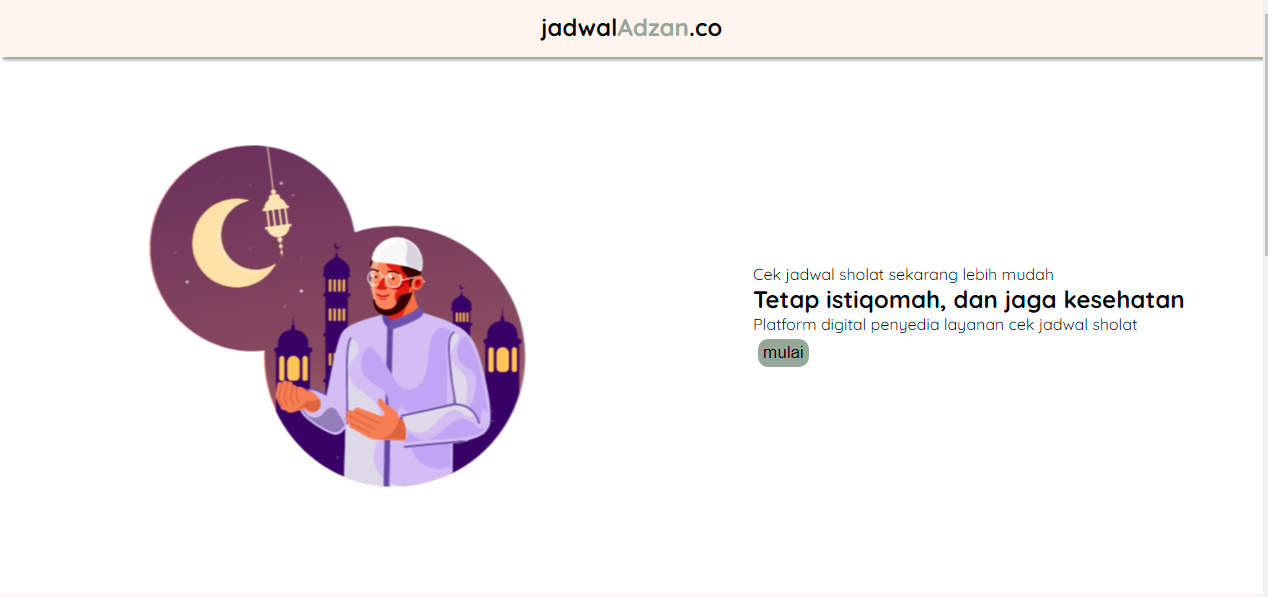 jadwalAdzan.co
Cek jadwal sholat sekarang lebih mudah
Tetap istiqomah, dan jaga kesehatan
Platform digital penyedia layanan cek jadwal sholat
mulai